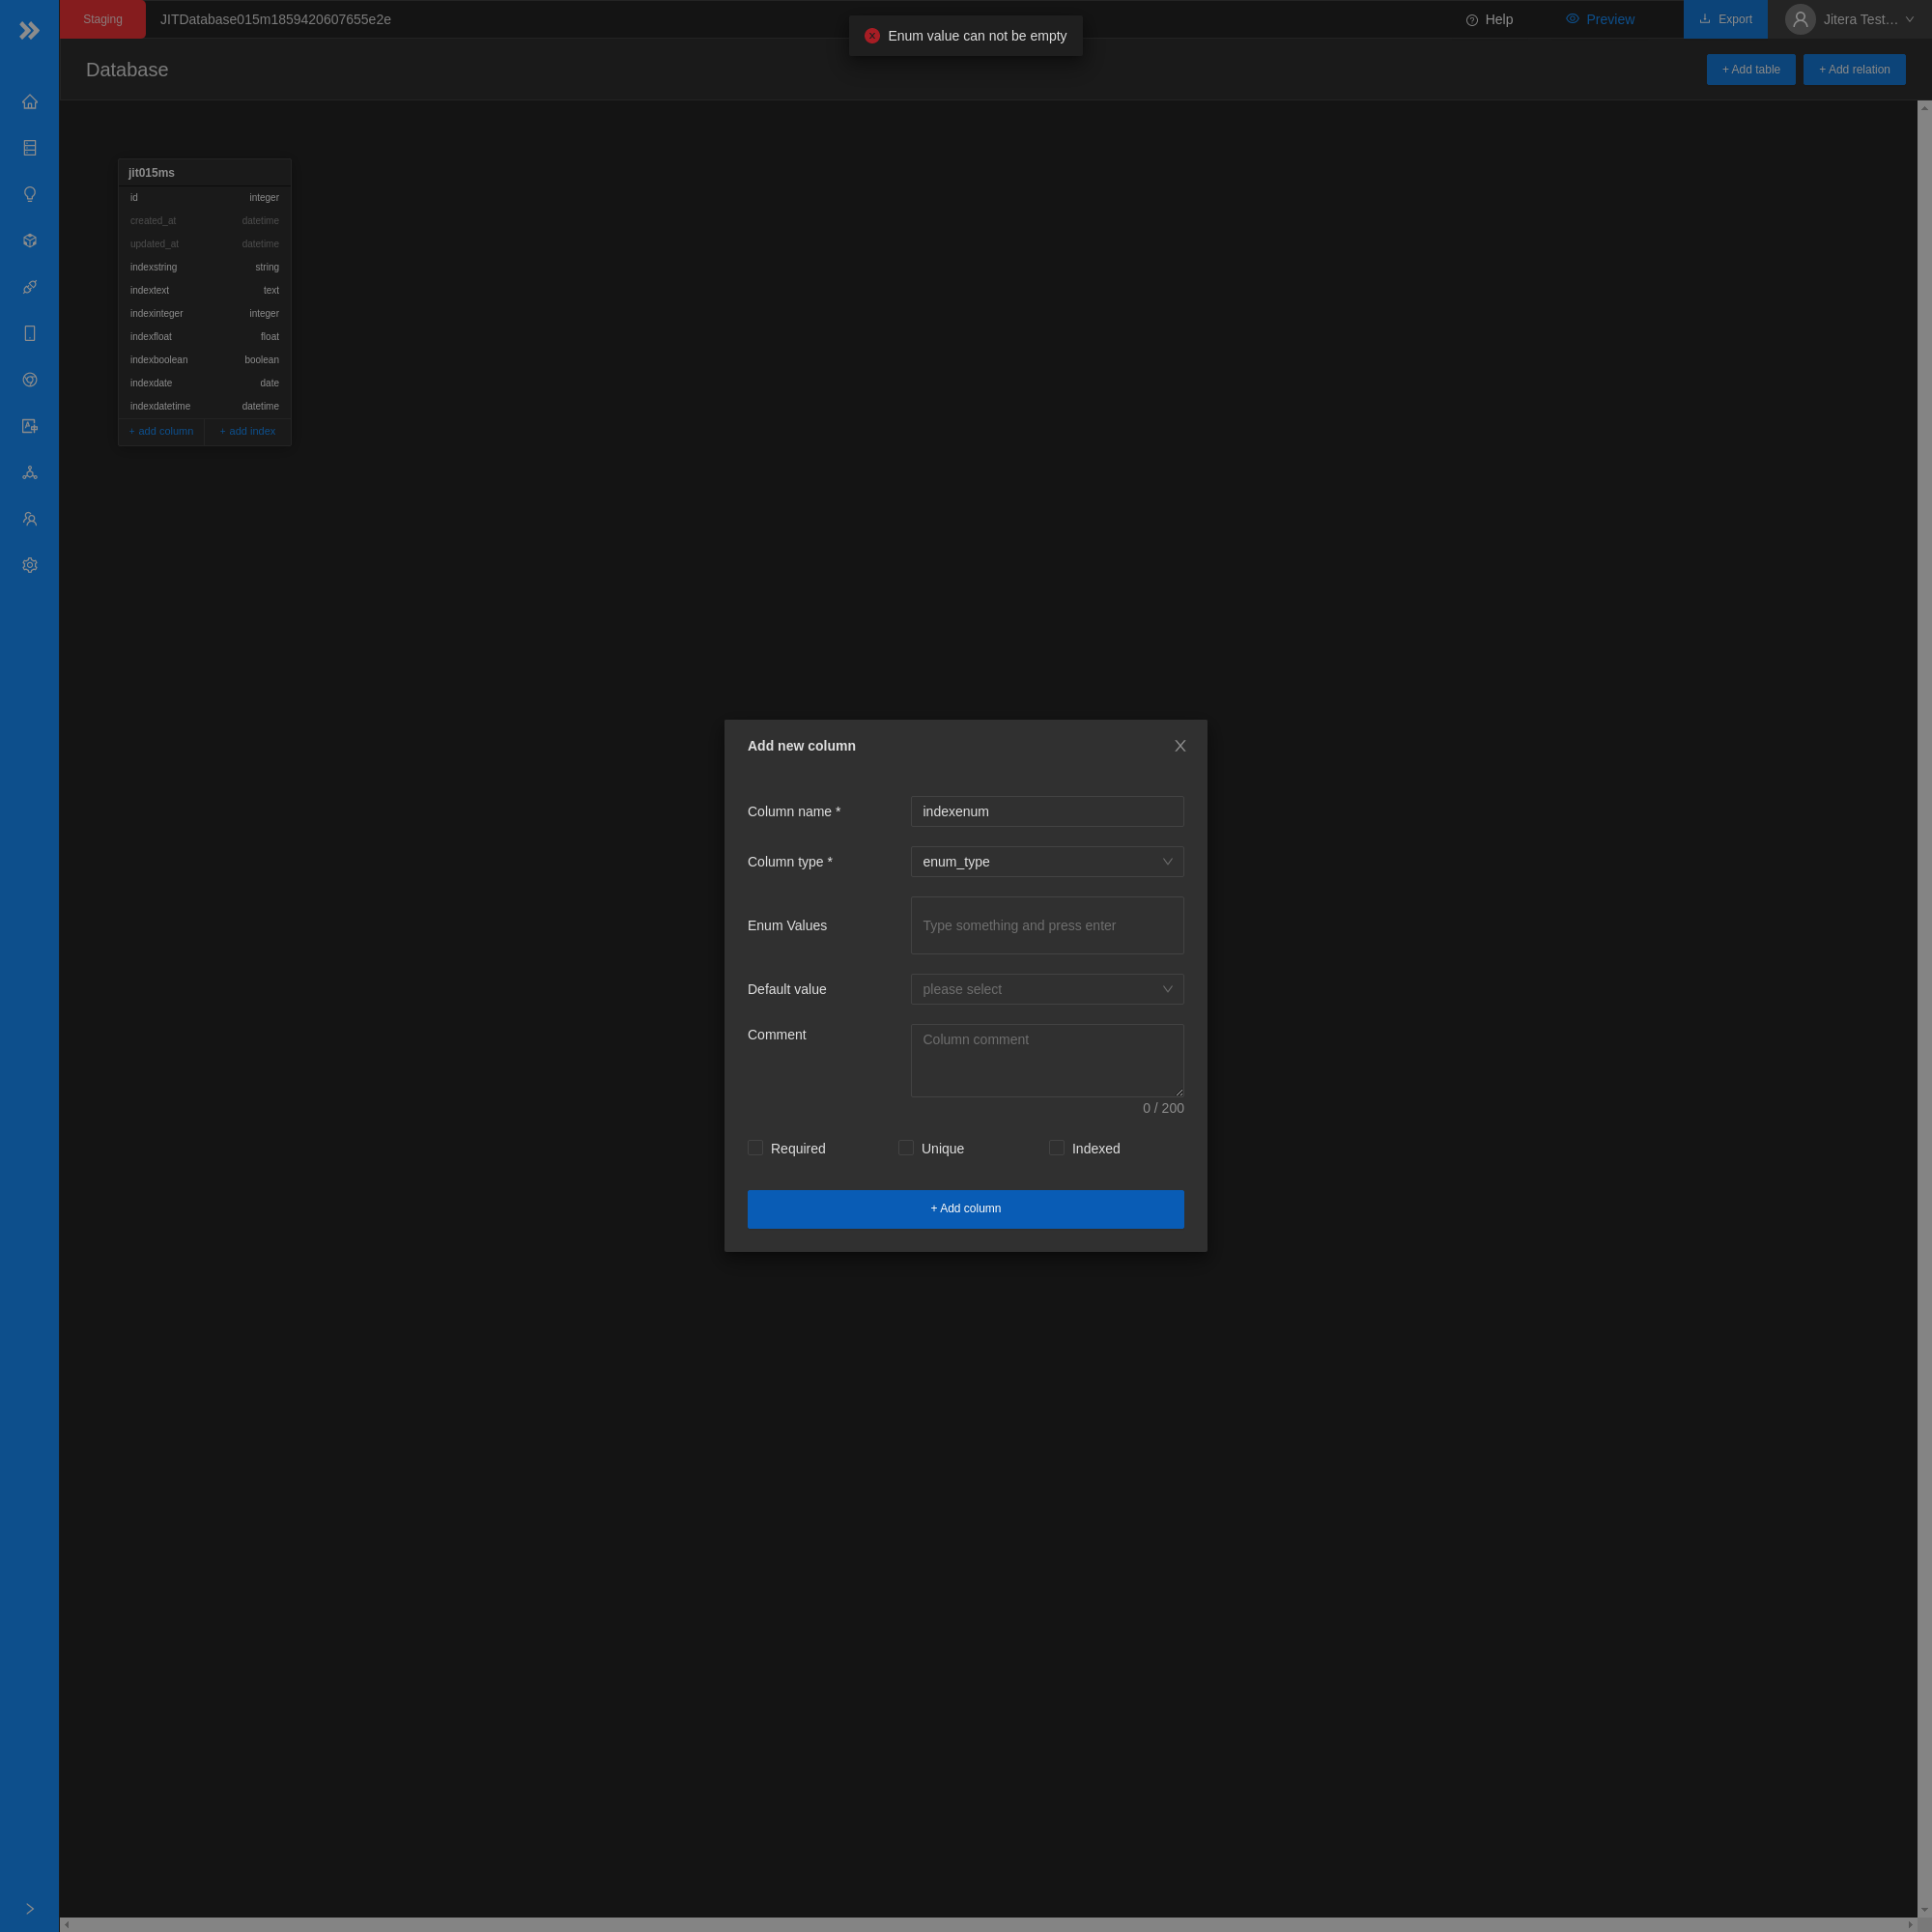 Staging JITDatabase015m1859420607655e2e Help Preview Export Jitera Test…
Enum value can not be empty
Database + Add table + Add relation
jit015ms
id integer
created_at datetime
updated_at datetime
indexstring string
indextext text
indexinteger integer
indexfloat float
indexboolean boolean
indexdate date
indexdatetime datetime
+ add column + add index
Add new column
Column name * indexenum
Column type * enum_type
Enum Values Type something and press enter
Default value please select
Comment Column comment
0 / 200
Required Unique Indexed
+ Add column